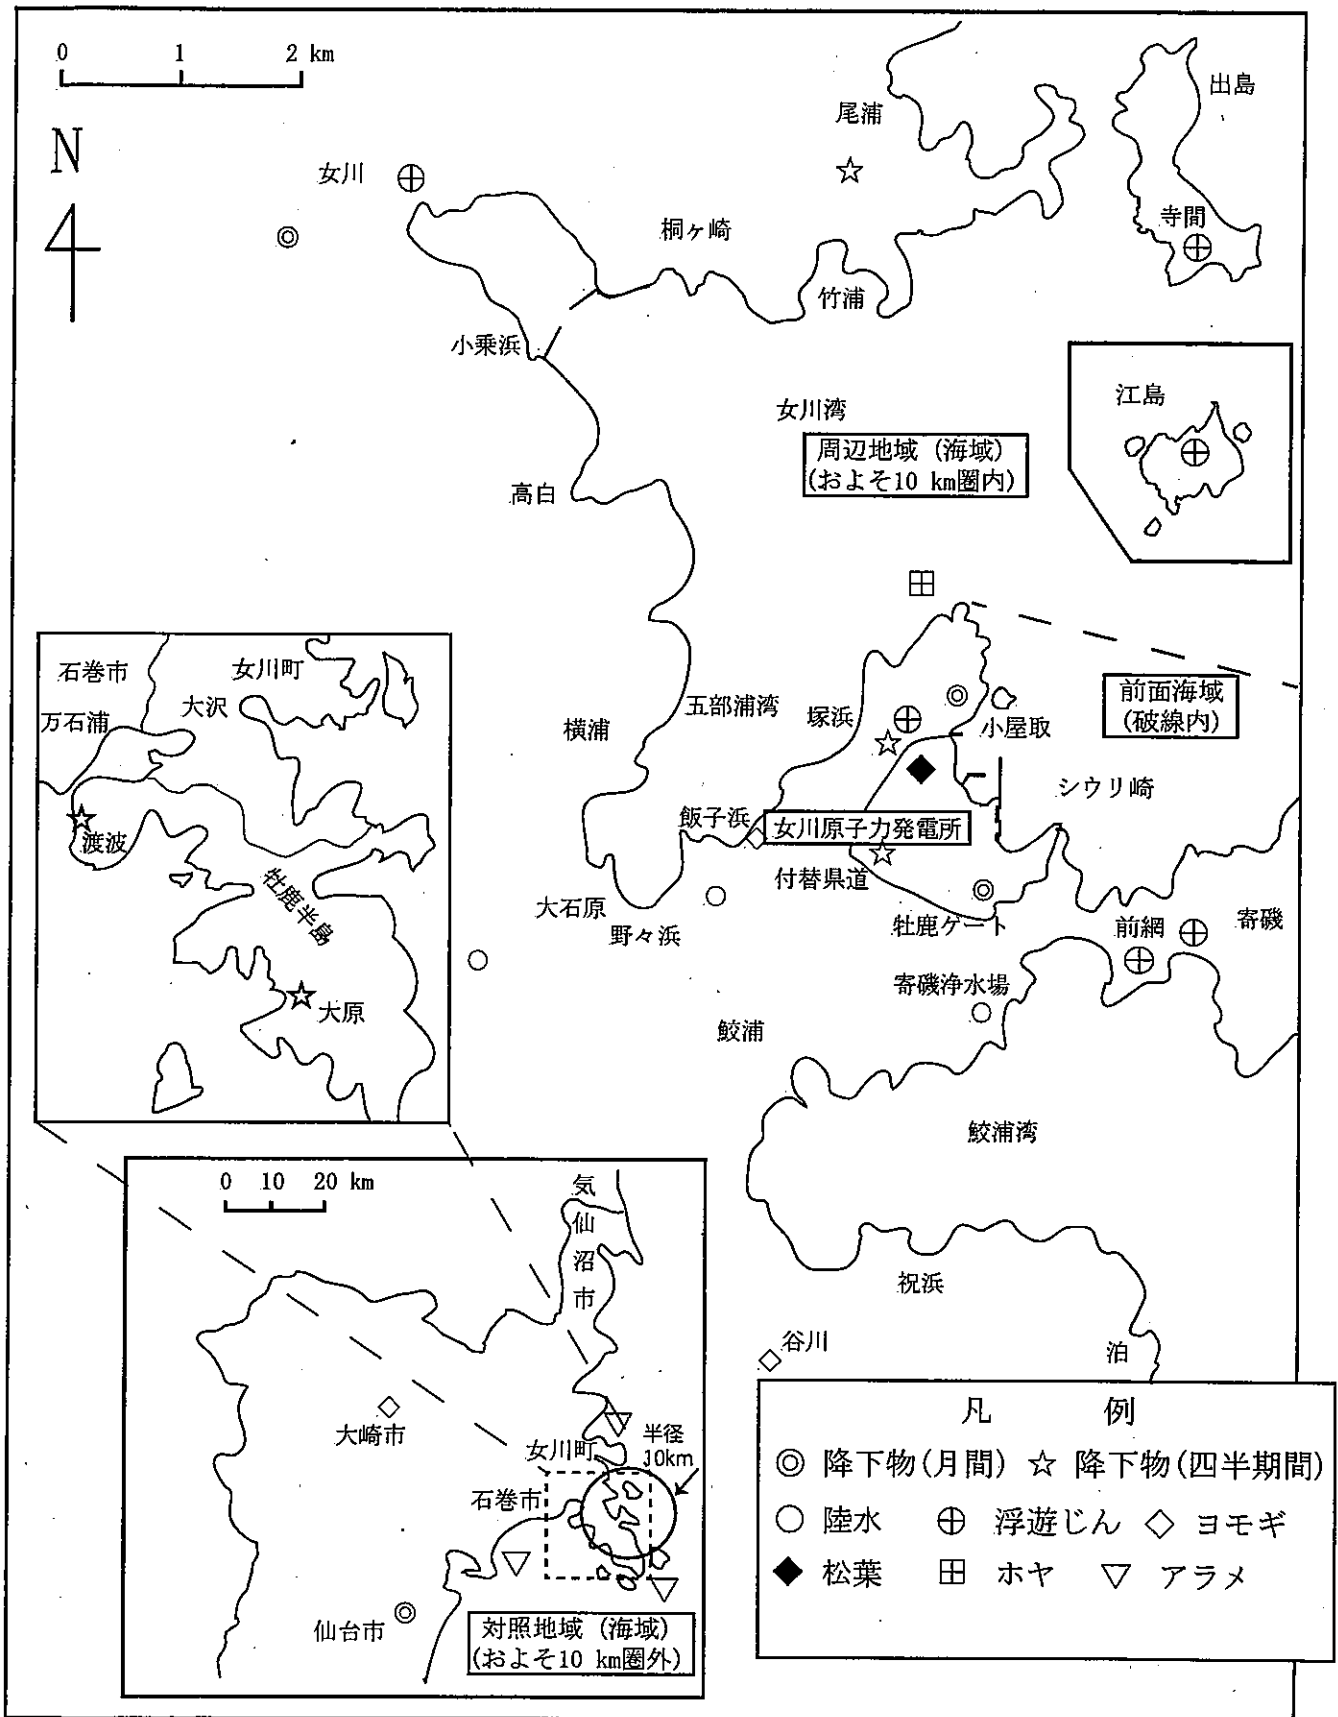 0 1 2 km
N
女川
尾浦
出島
寺間
桐ヶ崎
竹浦
小乗浜
女川湾
周辺地域 (海域)
(およそ10 km圏内)
江島
高白
石巻市
女川町
万石浦
大沢
渡波
牡鹿半島
大原
横浦
五部浦湾
塚浜
小屋取
前面海域
(破線内)
シウリ崎
飯子浜
女川原子力発電所
付替県道
大石原
野々浜
牡鹿ゲート
前網
寄磯
寄磯浄水場
鮫浦
鮫浦湾
祝浜
谷川
泊
0 10 20 km
気仙沼市
大崎市
女川町
半径
10km
石巻市
仙台市
対照地域 (海域)
(およそ10 km圏外)
凡 例
降下物(月間) 降下物(四半期間)
陸水 浮遊じん ヨモギ
松葉 ホヤ アラメ